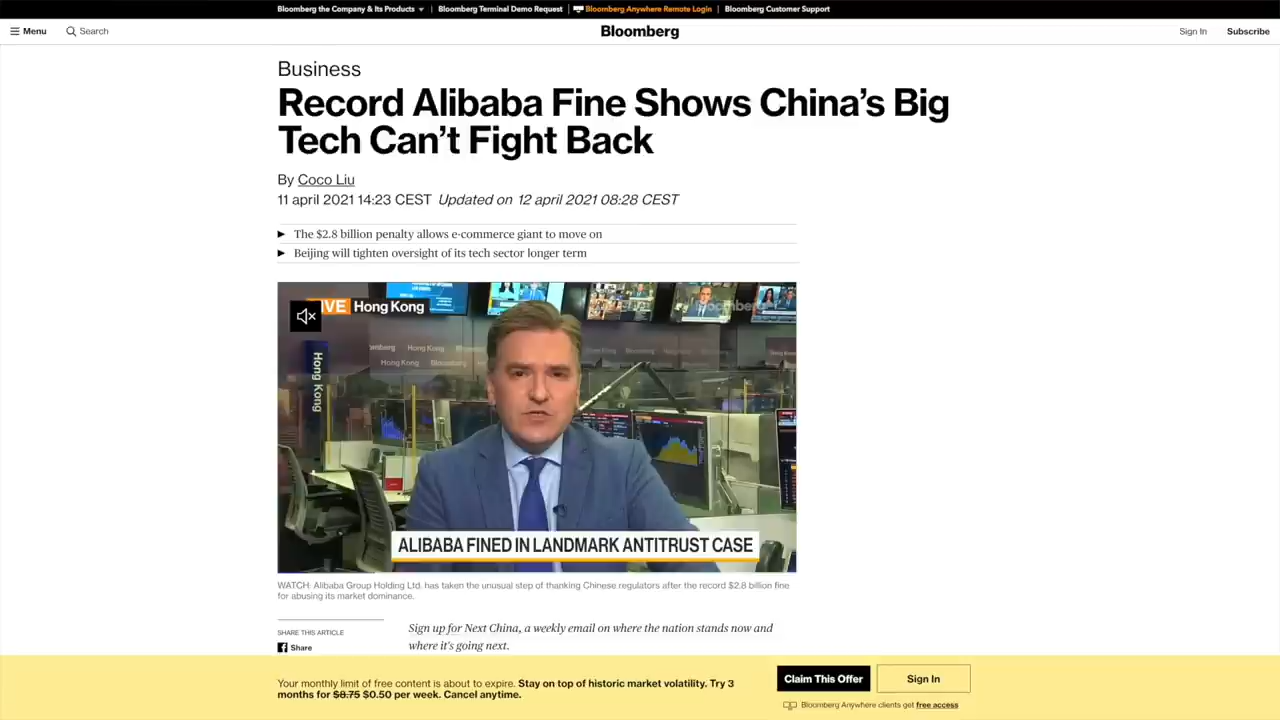 Bloomberg the Company & Its Products
Bloomberg Terminal Demo Request
Bloomberg Anywhere Remote Login
Bloomberg Customer Support
Menu
Search
Bloomberg
Sign In
Subscribe
Business
Record Alibaba Fine Shows China's Big
Tech Can't Fight Back
By Coco Liu
11 april 2021 14:23 CEST Updated on 12 april 2021 08:28 CEST
The $2.8 billion penalty allows e-commerce giant to move on
Beijing will tighten oversight of its tech sector longer term
Hong Kong
Bloomberg
Hong Kong
Hong Kong
Hong Kong
ALIBABA FINED IN LANDMARK ANTITRUST CASE
WATCH: Alibaba Group Holding Ltd. has taken the unusual step of thanking Chinese regulators after the record $2.8 billion fine
for abusing its market dominance.
SHARE THIS ARTICLE
Share
Sign up for Next China, a weekly email on where the nation stands now and
where it's going next.
Your monthly limit of free content is about to expire. Stay on top of historic market volatility. Try 3
months for $8.75 $0.50 per week. Cancel anytime.
Claim This Offer
Sign In
Bloomberg Anywhere clients get free access